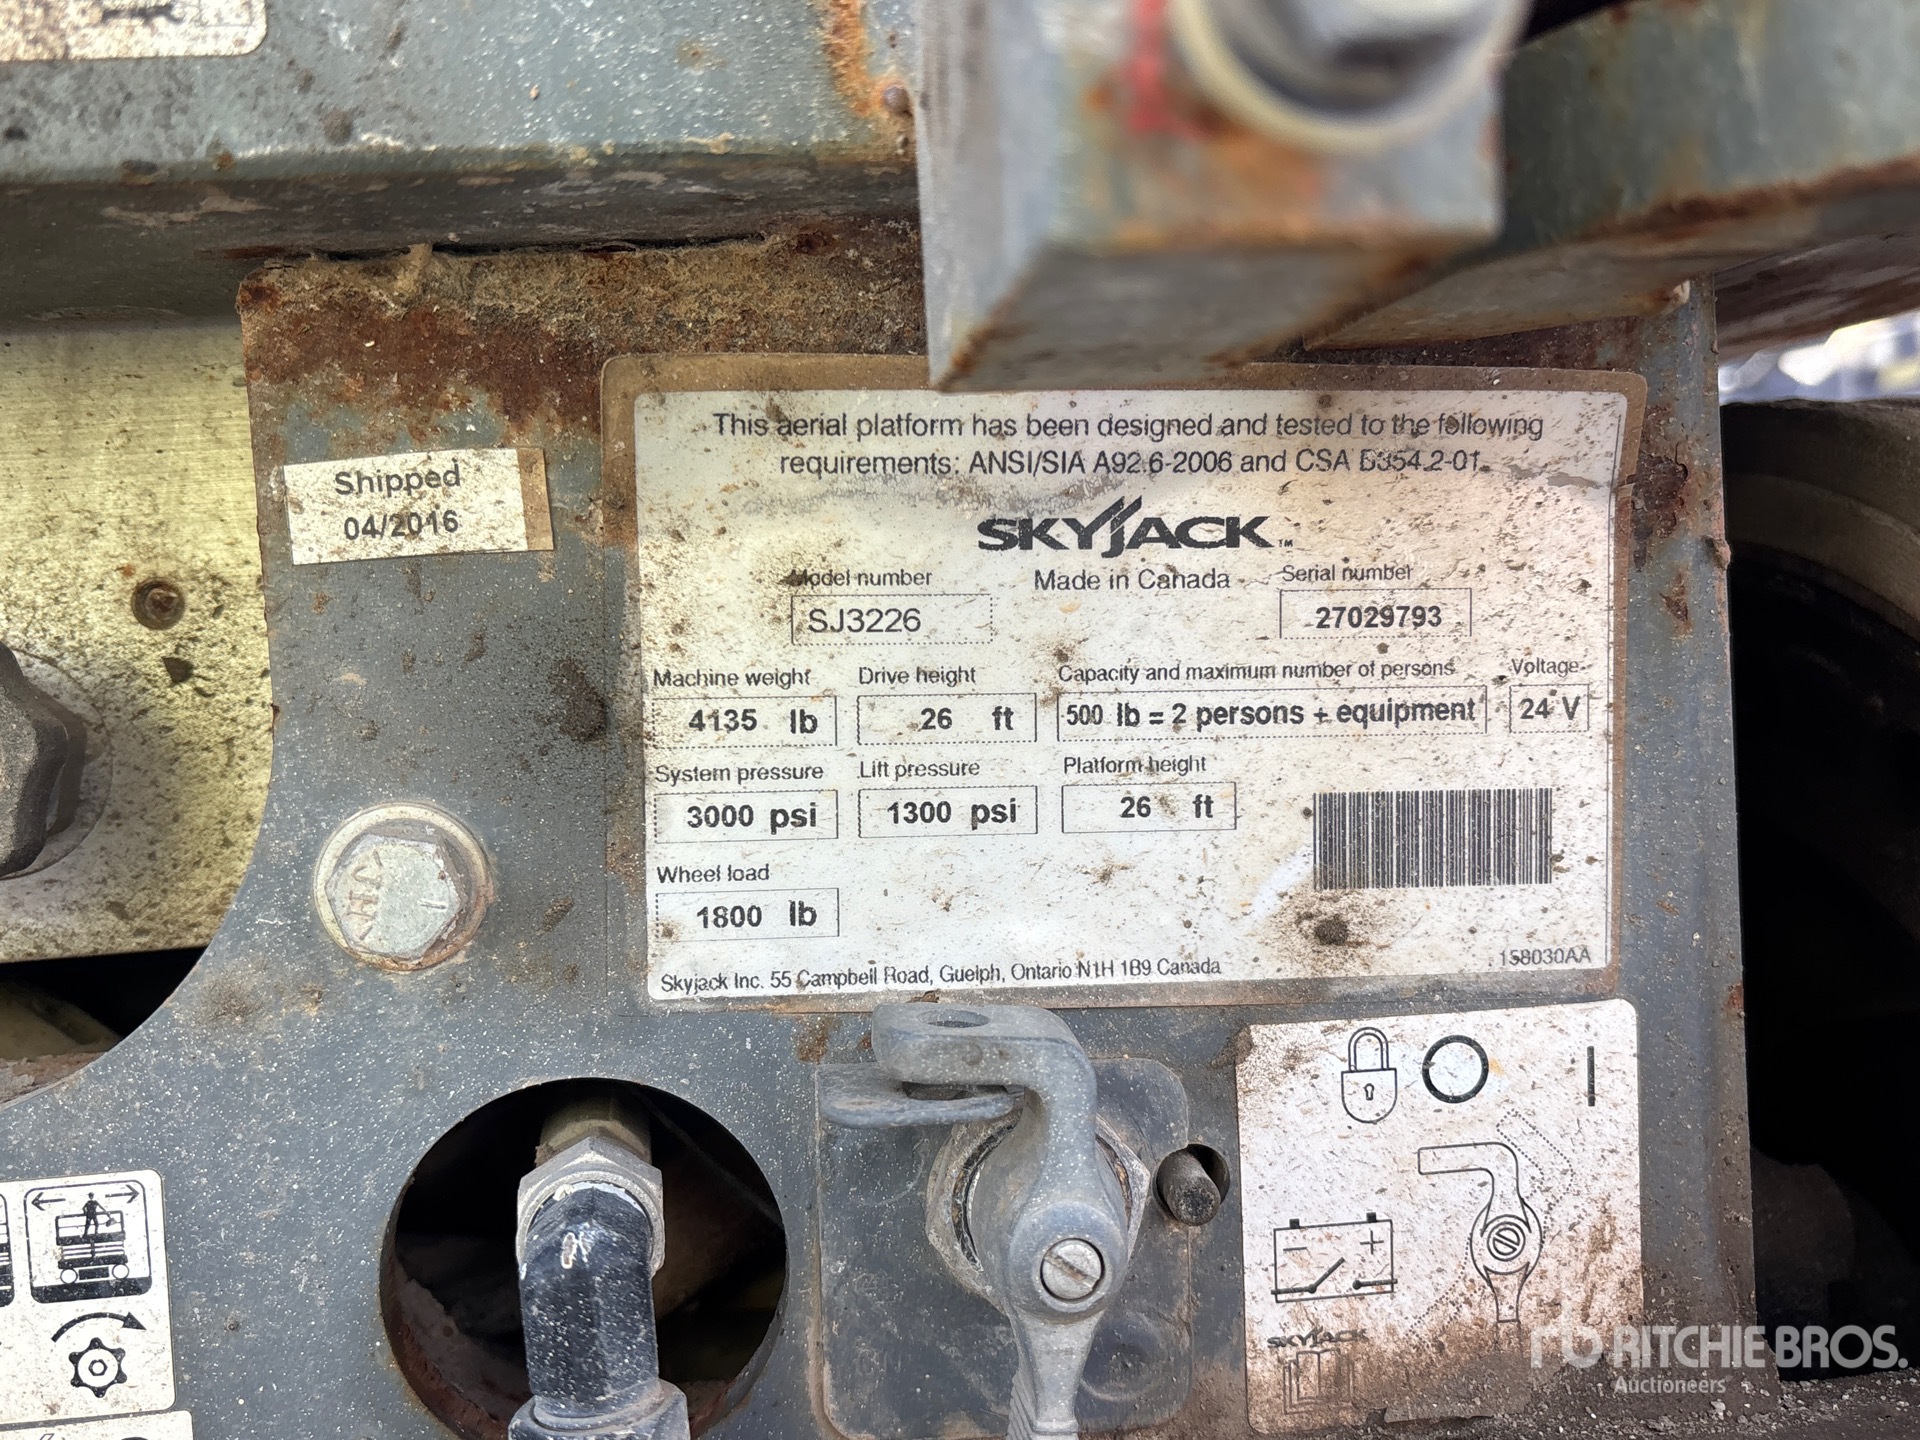 Shipped
04/2016
This aerial platform has been designed and tested to the following
requirements: ANSI/SIA A92.6-2006 and CSA B354.2-01.
SKYJACK TM
Model number
Made in Canada
Serial number
SJ3226
27029793
Machine weight
Drive height
Capacity and maximum number of persons
Voltage
4135 lb
26 ft
500 lb = 2 persons + equipment
24 V
System pressure
Lift pressure
Platform height
3000 psi
1300 psi
26 ft
Wheel load
1800 lb
158030AA
Skyjack Inc. 55 Campbell Road, Guelph, Ontario N1H 1B9 Canada
SKYJACK
rb RITCHIE BROS.
Auctioneers